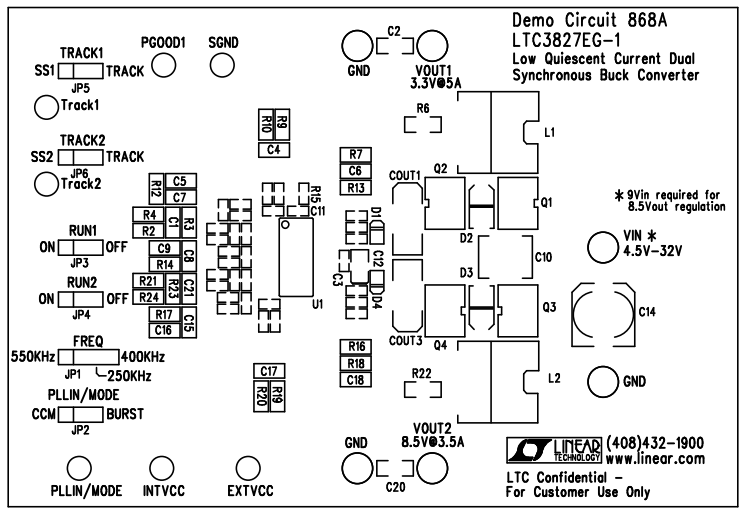 Demo Circuit 868A
LTC3827EG-1
Low Quiescent Current Dual
Synchronous Buck Converter
TRACK1
SS1
TRACK
JP5
Track1
PGOOD1
SGND
C2
GND
VOUT1
3.3V@5A
TRACK2
SS2
TRACK
JP6
Track2
R10
R9
C4
R6
L1
R7
C6
R13
R12
C5
C7
R4
R2
C1
R3
C9
R14
C8
R21
R24
R23
C21
R17
C16
C15
R15
C11
U1
COUT1
Q2
Q1
D1
D2
C12
C3
C10
D3
D4
COUT3
Q4
Q3
* 9Vin required for
8.5Vout regulation
VIN *
4.5V-32V
C14
GND
RUN1
ON
OFF
JP3
RUN2
ON
OFF
JP4
FREQ
550KHz
400KHz
JP1
250KHz
PLLIN/MODE
CCM
BURST
JP2
C17
R20
R19
R16
R18
C18
R22
L2
GND
VOUT2
8.5V@3.5A
C20
PLLIN/MODE
INTVCC
EXTVCC
LINEAR
TECHNOLOGY
(408)432-1900
www.linear.com
LTC Confidential -
For Customer Use Only